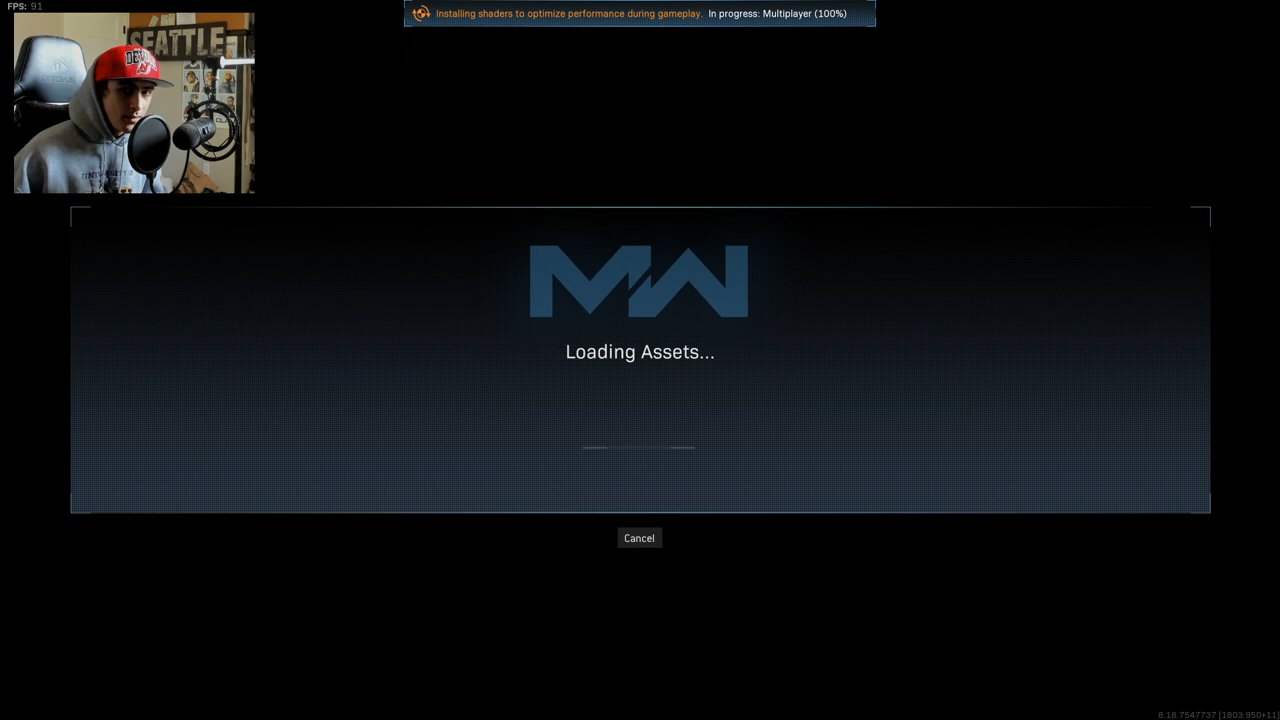 FPS: 91
Installing shaders to optimize performance during gameplay. In progress: Multiplayer (100%)
SEATTLE
MW
Loading Assets...
Cancel
8.18.7547737 [1803:950+11]